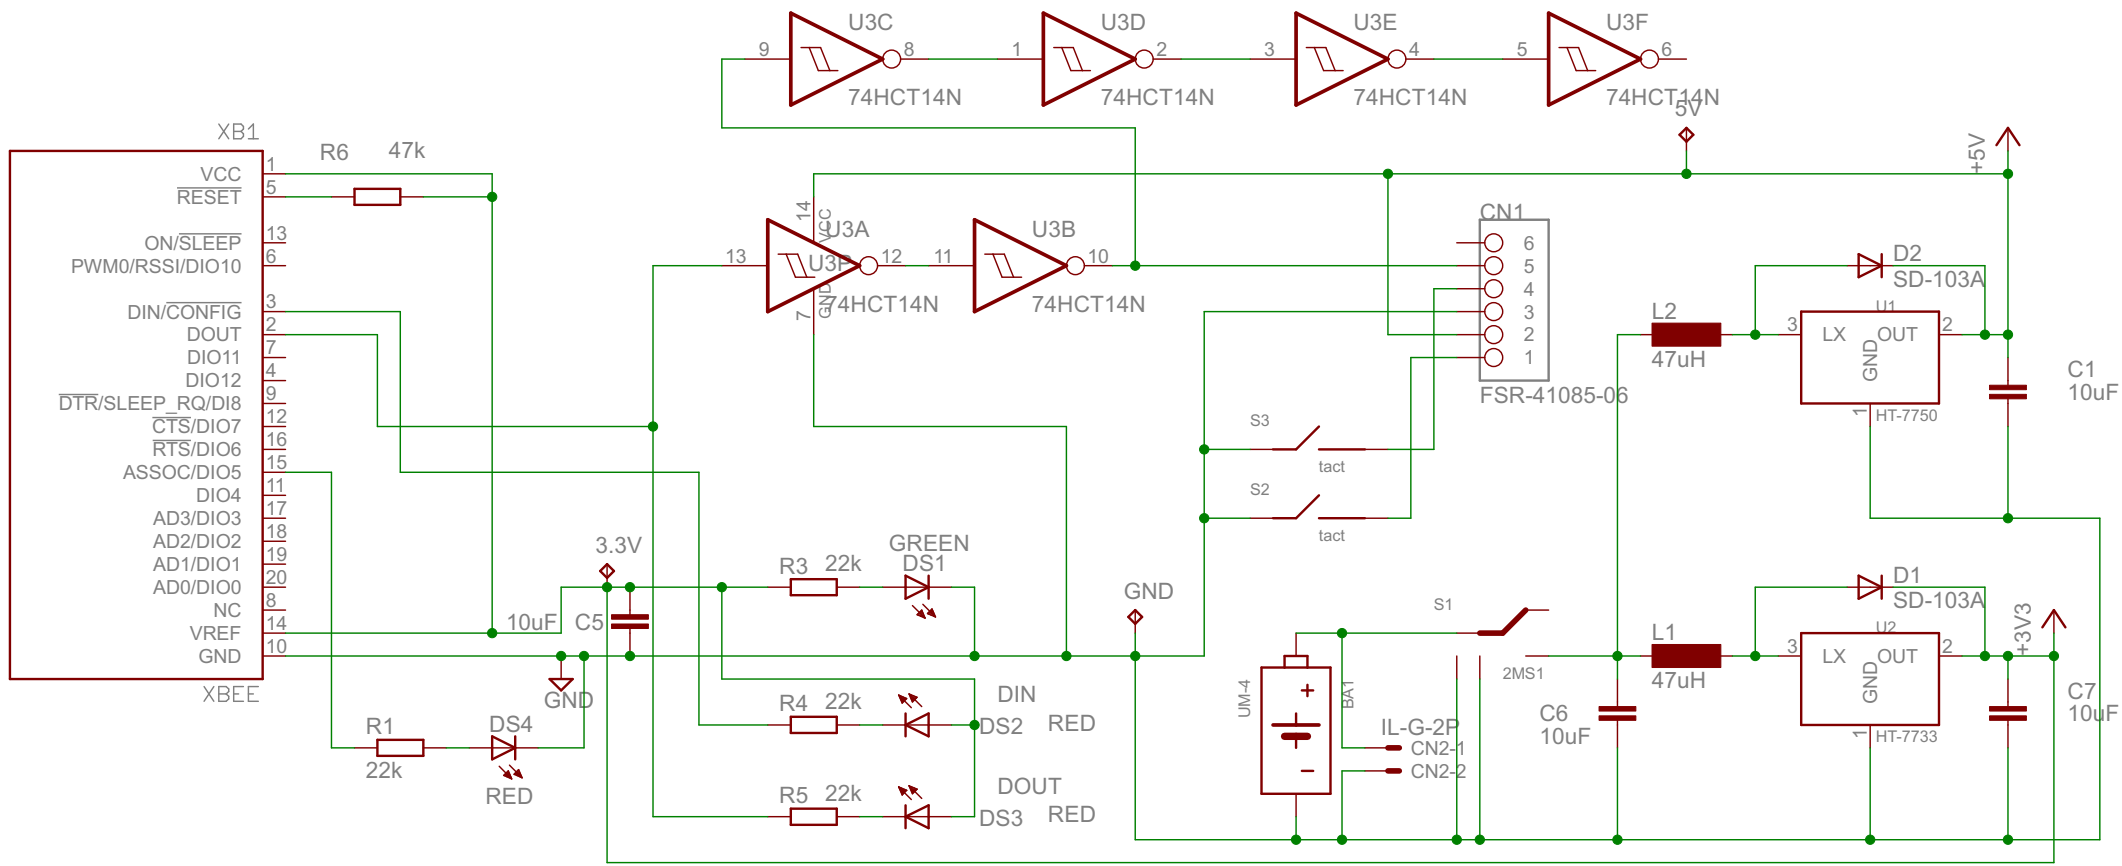 U3C
9
8
74HCT14N
U3D
1
2
74HCT14N
U3E
3
4
74HCT14N
U3F
5
6
74HCT14N
5V
+5V
XB1
VCC
1
RESET
5
ON/SLEEP
13
PWM0/RSSI/DIO10
6
DIN/CONFIG
3
DOUT
2
DIO11
7
DIO12
4
DTR/SLEEP_RQ/DI8
9
CTS/DIO7
12
RTS/DIO6
16
ASSOC/DIO5
15
DIO4
11
AD3/DIO3
17
AD2/DIO2
18
AD1/DIO1
19
AD0/DIO0
20
NC
8
VREF
14
GND
10
XBEE
R6 47k
14
VCC
U3A
U3P
13
12
GND
7
74HCT14N
U3B
11
10
74HCT14N
CN1
6
5
4
3
2
1
FSR-41085-06
D2
SD-103A
L2
47uH
U1
3
LX OUT
2
GND
1
HT-7750
C1
10uF
S3
tact
S2
tact
3.3V
10uF C5
GND
GREEN
R3 22k DS1
GND
DIN
R4 22k
DS2 RED
DOUT
R5 22k
DS3 RED
R1
22k
DS4
RED
S1
2MS1
UM-4
+
-
BA1
IL-G-2P
CN2-1
CN2-2
C6
10uF
D1
SD-103A
L1
47uH
U2
3
LX OUT
2
GND
1
HT-7733
+3V3
C7
10uF